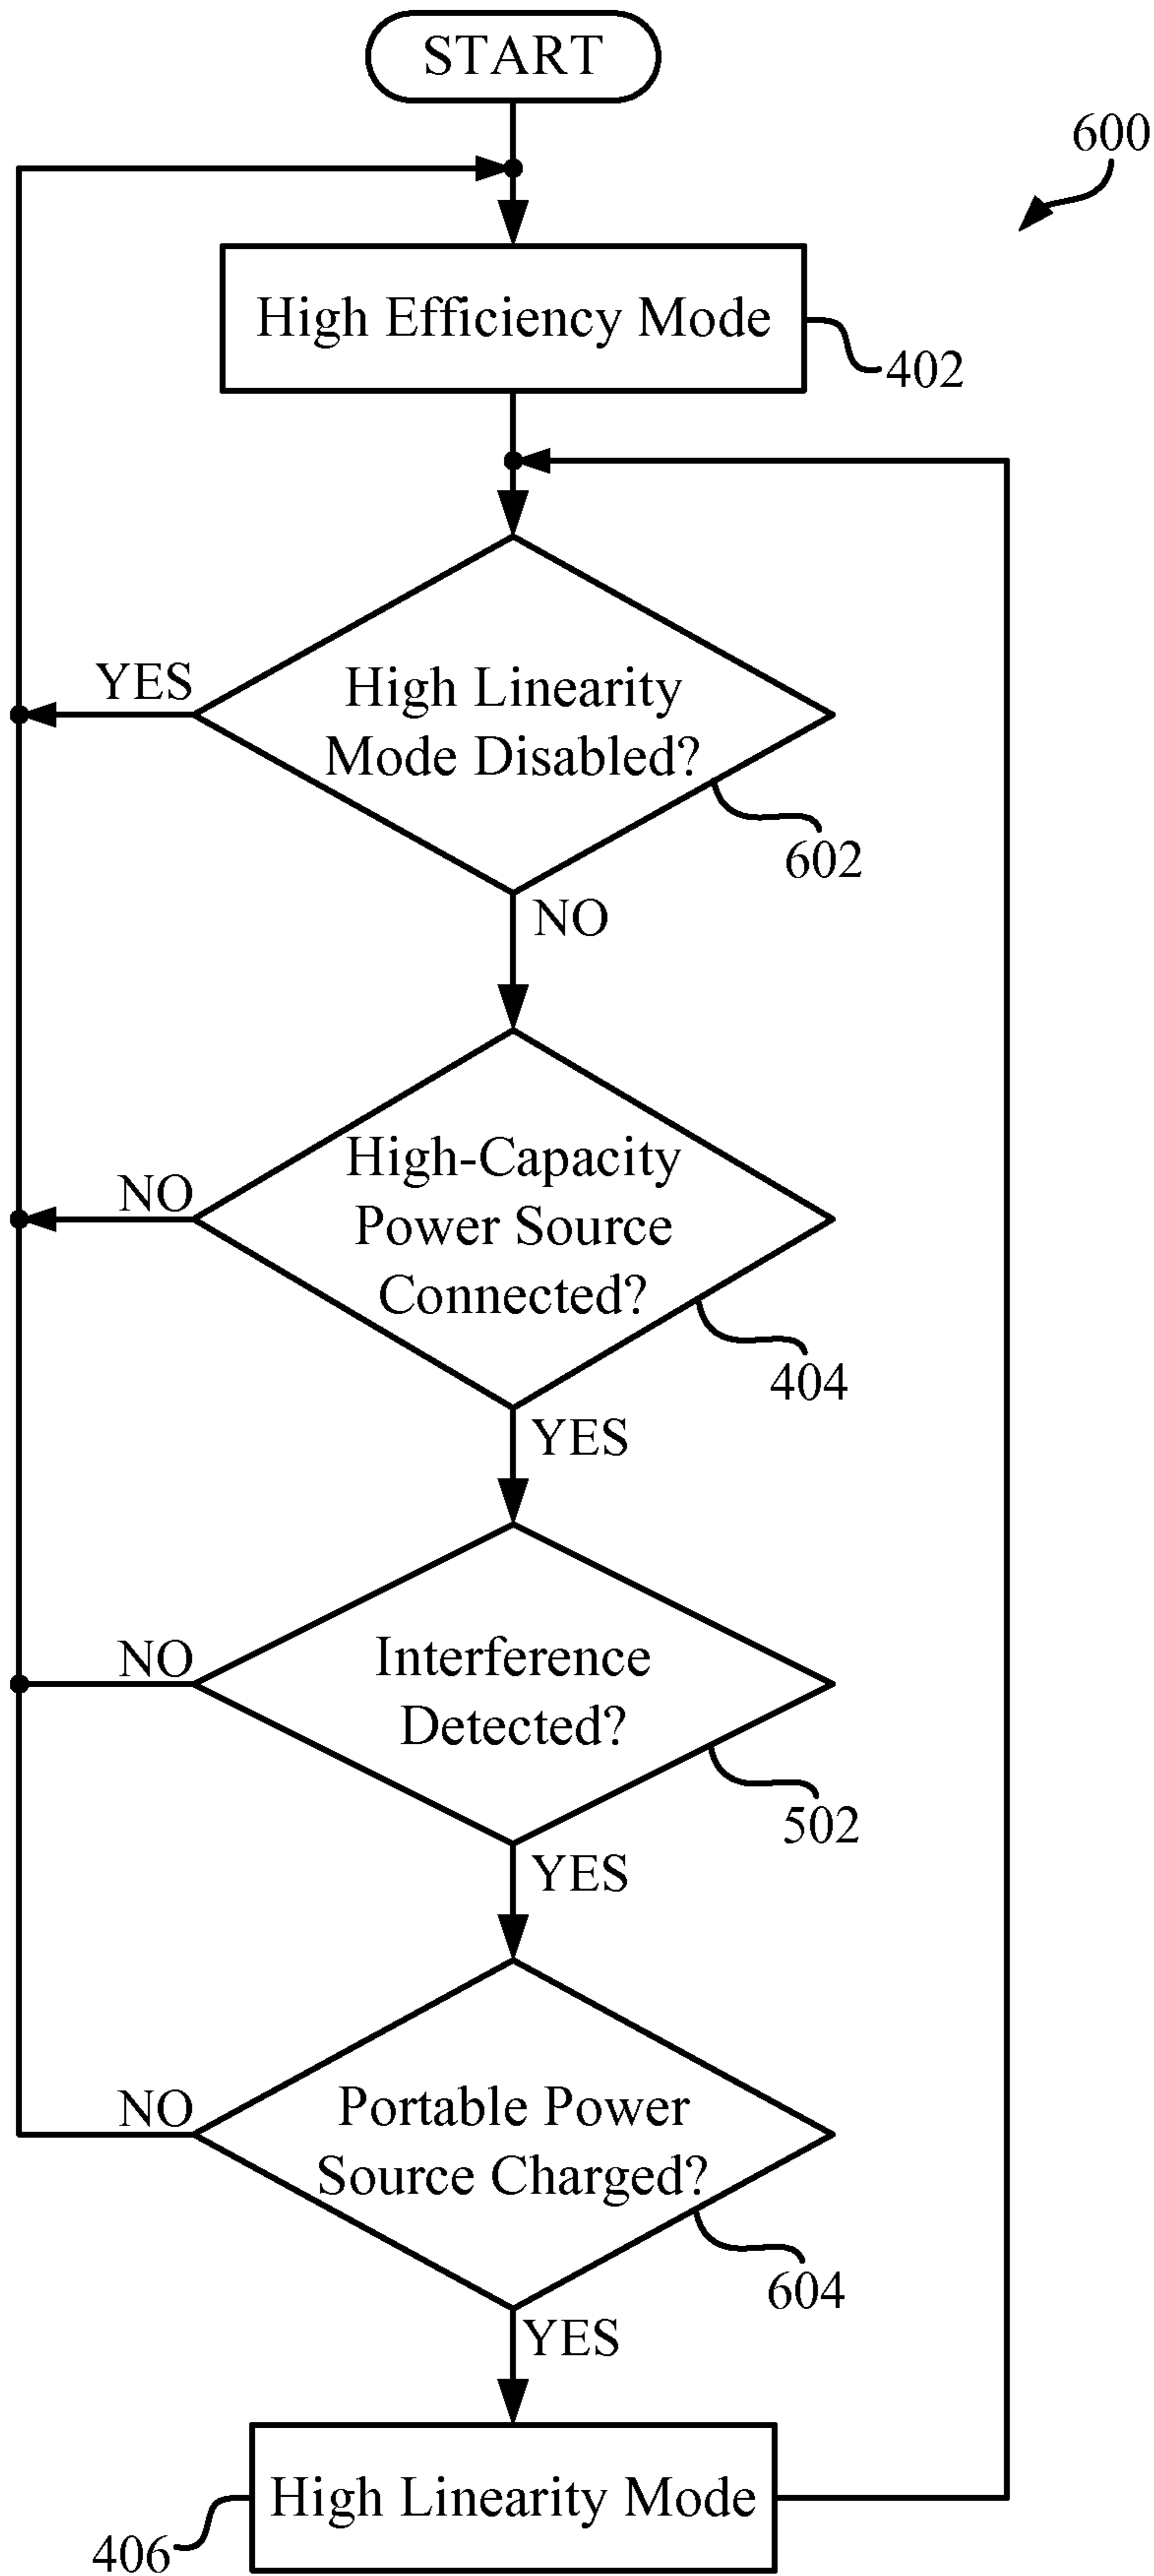 START
600
High Efficiency Mode
402
YES
High Linearity
Mode Disabled?
602
NO
High-Capacity
NO
Power Source
Connected?
404
YES
Interference
NO
Detected?
502
YES
Portable Power
NO
Source Charged?
604
YES
High Linearity Mode
406